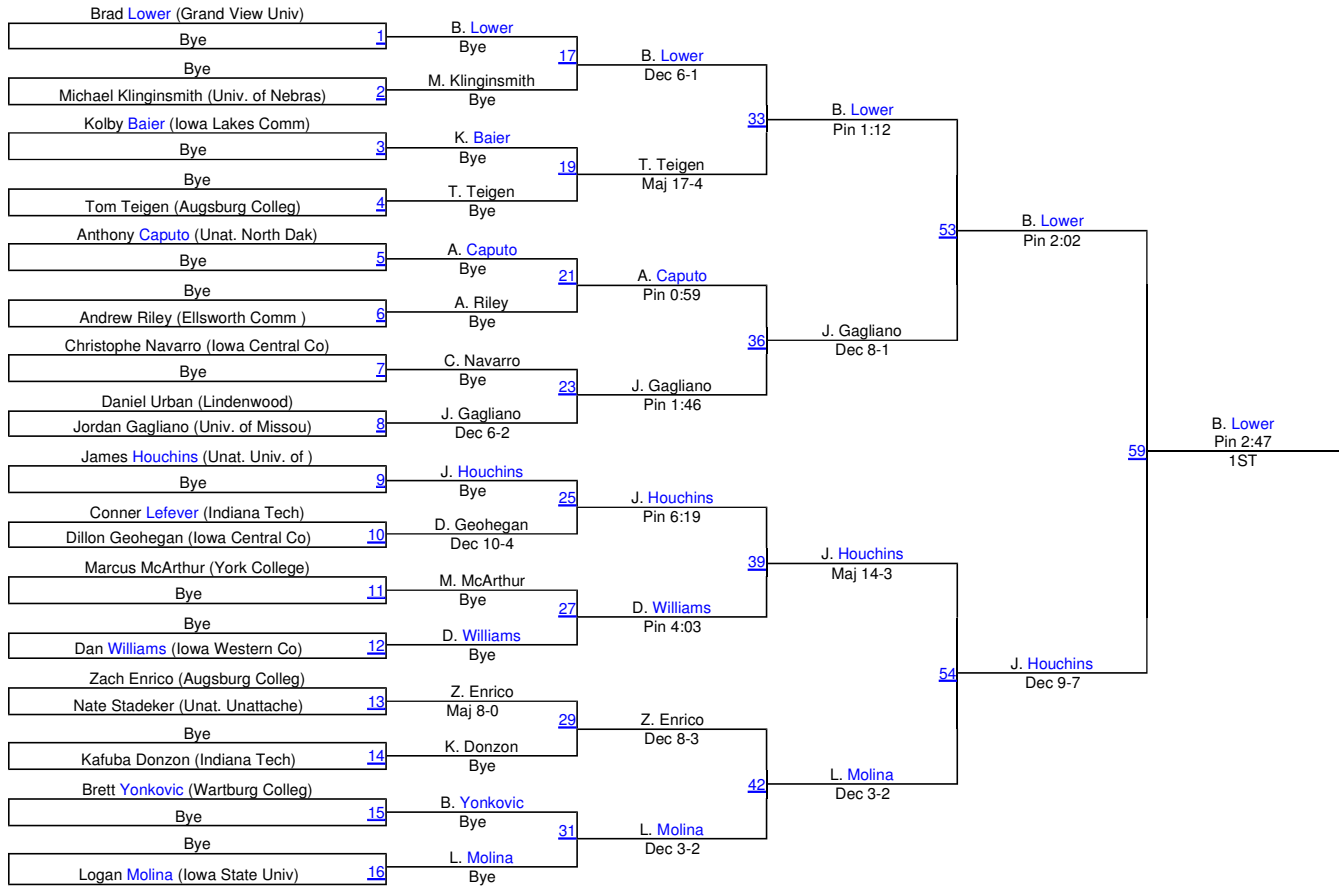 Brad Lower (Grand View Univ)
Bye
1
Bye
Michael Klinginsmith (Univ. of Nebras)
2
Kolby Baier (Iowa Lakes Comm)
Bye
3
Bye
Tom Teigen (Augsburg Colleg)
4
Anthony Caputo (Unat. North Dak)
Bye
5
Bye
Andrew Riley (Ellsworth Comm )
6
Christophe Navarro (Iowa Central Co)
Bye
7
Daniel Urban (Lindenwood)
Jordan Gagliano (Univ. of Missou)
8
James Houchins (Unat. Univ. of )
9
Conner Lefever (Indiana Tech)
Dillon Geohegan (Iowa Central Co)
10
Marcus McArthur (York College)
Bye
11
Bye
Dan Williams (Iowa Western Co)
12
Zach Enrico (Augsburg Colleg)
Nate Stadeker (Unat. Unattache)
13
Bye
Kafuba Donzon (Indiana Tech)
14
Brett Yonkovic (Wartburg Colleg)
Bye
15
Bye
Logan Molina (Iowa State Univ)
16
B. Lower
Bye
17
M. Klinginsmith
Bye
K. Baier
Bye
19
T. Teigen
Bye
A. Caputo
Bye
21
A. Riley
Bye
C. Navarro
Bye
23
J. Gagliano
Dec 6-2
J. Houchins
Bye
25
D. Geohegan
Dec 10-4
M. McArthur
Bye
27
D. Williams
Bye
Z. Enrico
Maj 8-0
29
K. Donzon
Bye
B. Yonkovic
Bye
31
L. Molina
Bye
B. Lower
Dec 6-1
33
T. Teigen
Maj 17-4
A. Caputo
Pin 0:59
36
J. Gagliano
Pin 1:46
J. Houchins
Pin 6:19
39
D. Williams
Pin 4:03
Z. Enrico
Dec 8-3
42
L. Molina
Dec 3-2
B. Lower
Pin 1:12
53
J. Gagliano
Dec 8-1
J. Houchins
Maj 14-3
54
L. Molina
Dec 3-2
B. Lower
Pin 2:02
59
J. Houchins
Dec 9-7
B. Lower
Pin 2:47
1ST